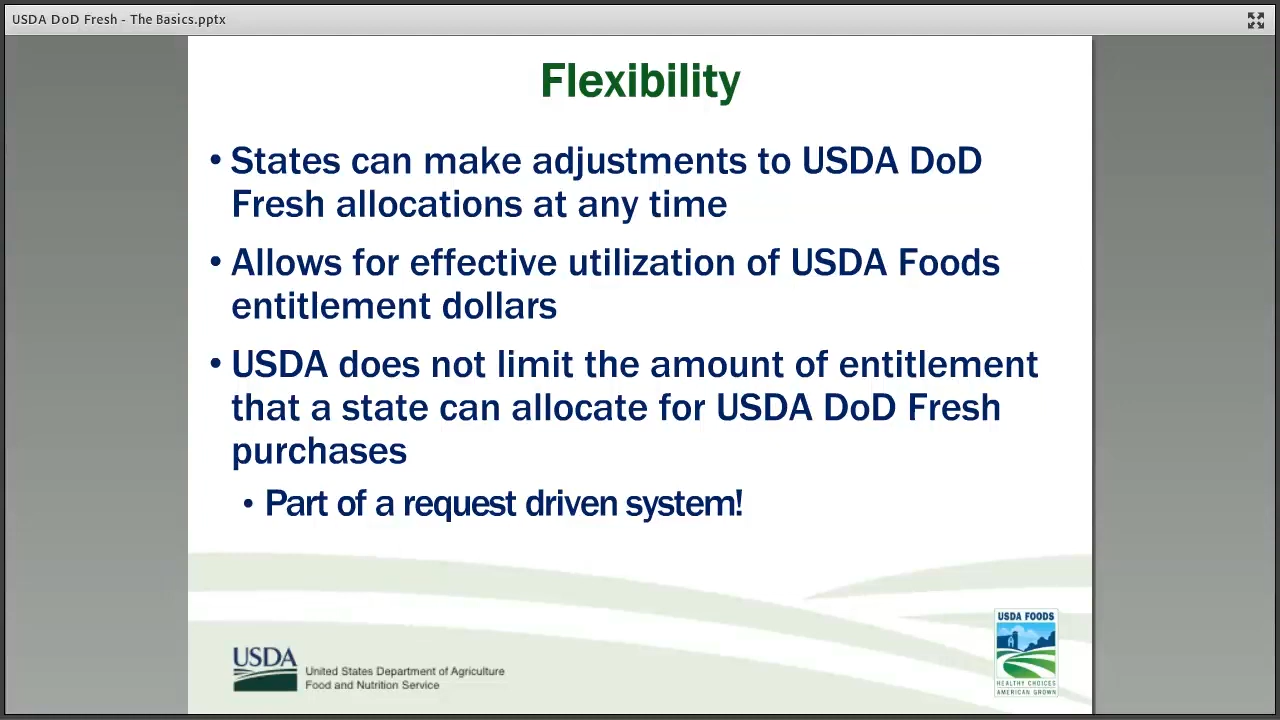 USDA DoD Fresh - The Basics.pptx
Flexibility
• States can make adjustments to USDA DoD
Fresh allocations at any time
• Allows for effective utilization of USDA Foods
entitlement dollars
• USDA does not limit the amount of entitlement
that a state can allocate for USDA DoD Fresh
purchases
• Part of a request driven system!
USDA
United States Department of Agriculture
Food and Nutrition Service
USDA FOODS
HEALTHY CHOICES
AMERICAN GROWN